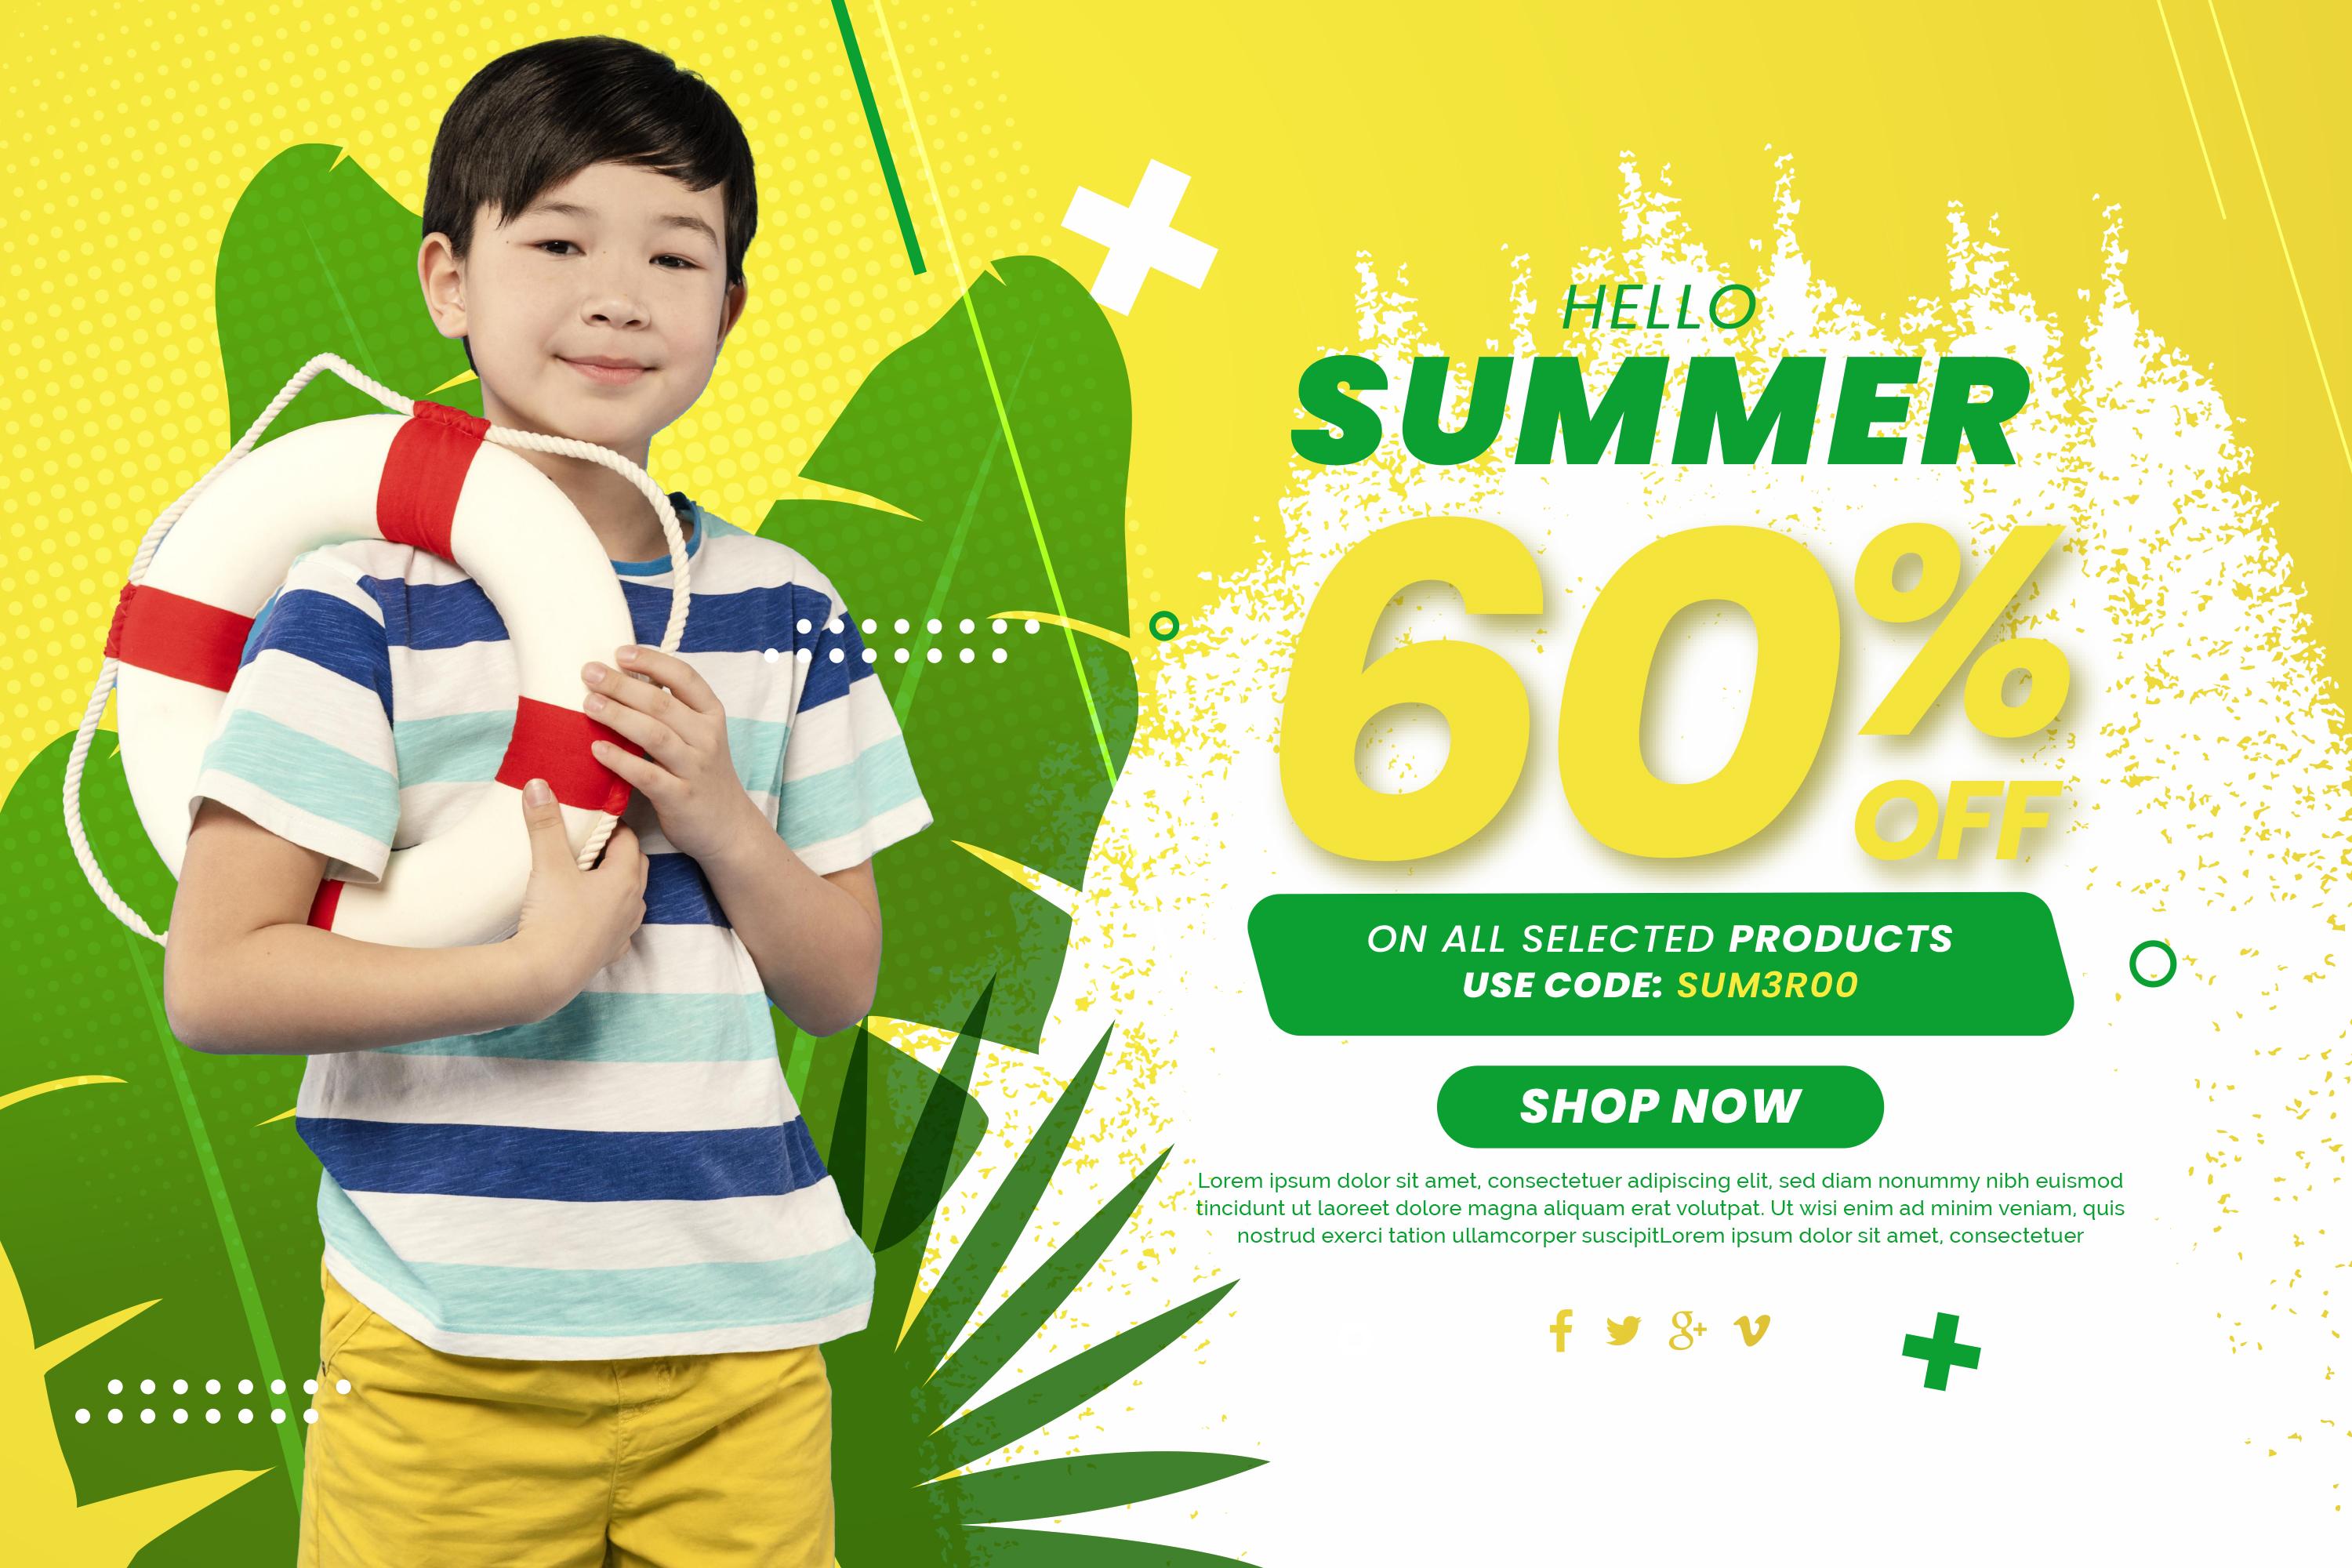 HELLO
SUMMER
60%
OFF
ON ALL SELECTED PRODUCTS
USE CODE: SUM3R00
SHOP NOW
Lorem ipsum dolor sit amet, consectetuer adipiscing elit, sed diam nonummy nibh euismod
tincidunt ut laoreet dolore magna aliquam erat volutpat. Ut wisi enim ad minim veniam, quis
nostrud exerci tation ullamcorper suscipitLorem ipsum dolor sit amet, consectetuer